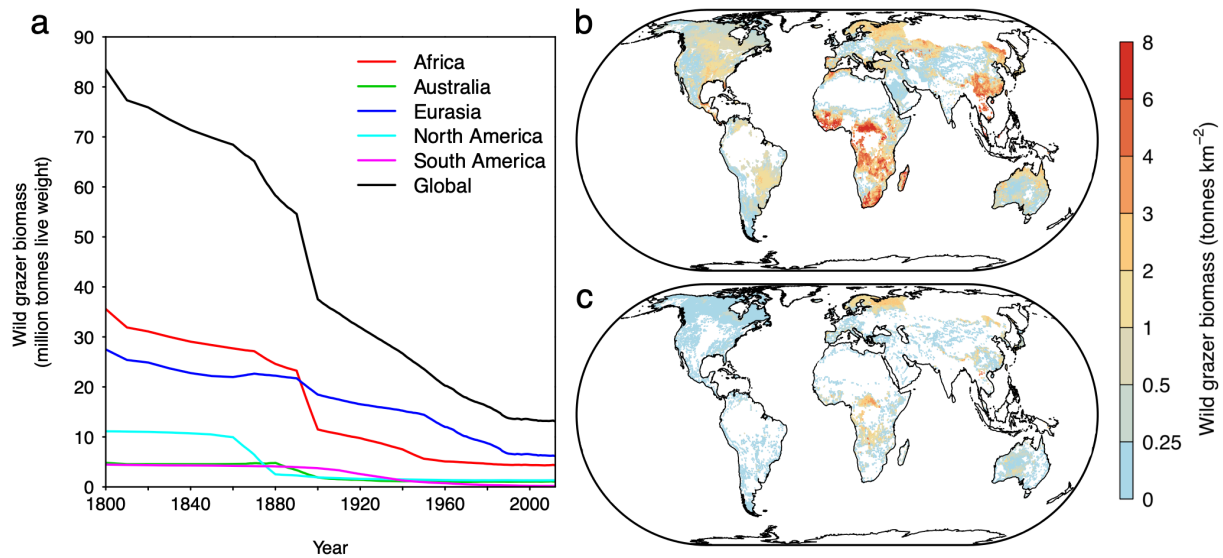 a
Wild grazer biomass
(million tonnes live weight)
90
80
70
60
50
40
30
20
10
0
1800
1840
1880
1920
1960
2000
Year
Africa
Australia
Eurasia
North America
South America
Global
b
c
8
6
4
3
2
1
0.5
0.25
0
Wild grazer biomass (tonnes km⁻²)